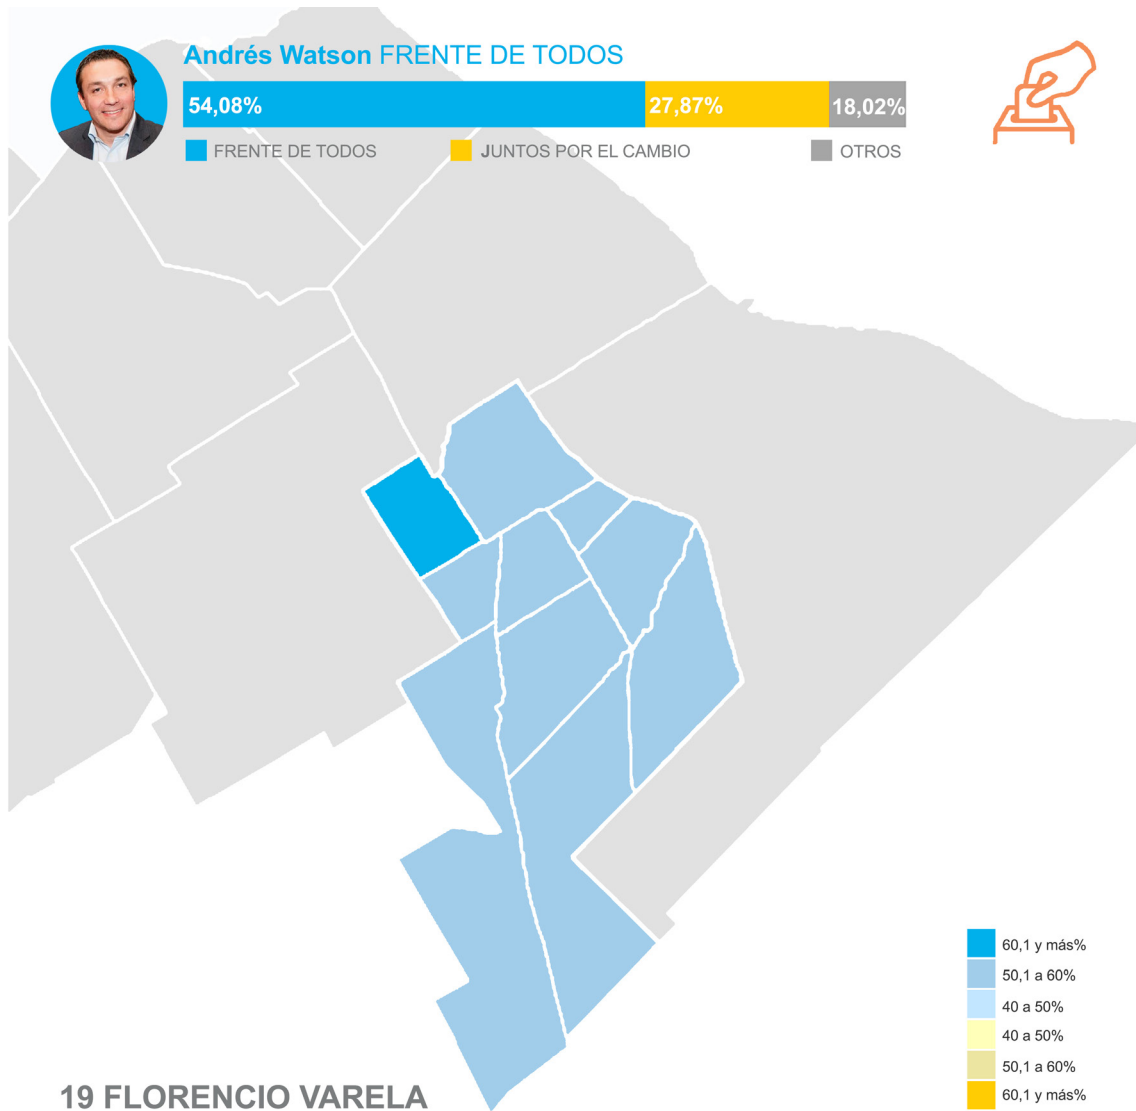 Andrés Watson FRENTE DE TODOS
54,08% 27,87% 18,02%
FRENTE DE TODOS JUNTOS POR EL CAMBIO OTROS
60,1 y más%
50,1 a 60%
40 a 50%
40 a 50%
50,1 a 60%
60,1 y más%
19 FLORENCIO VARELA